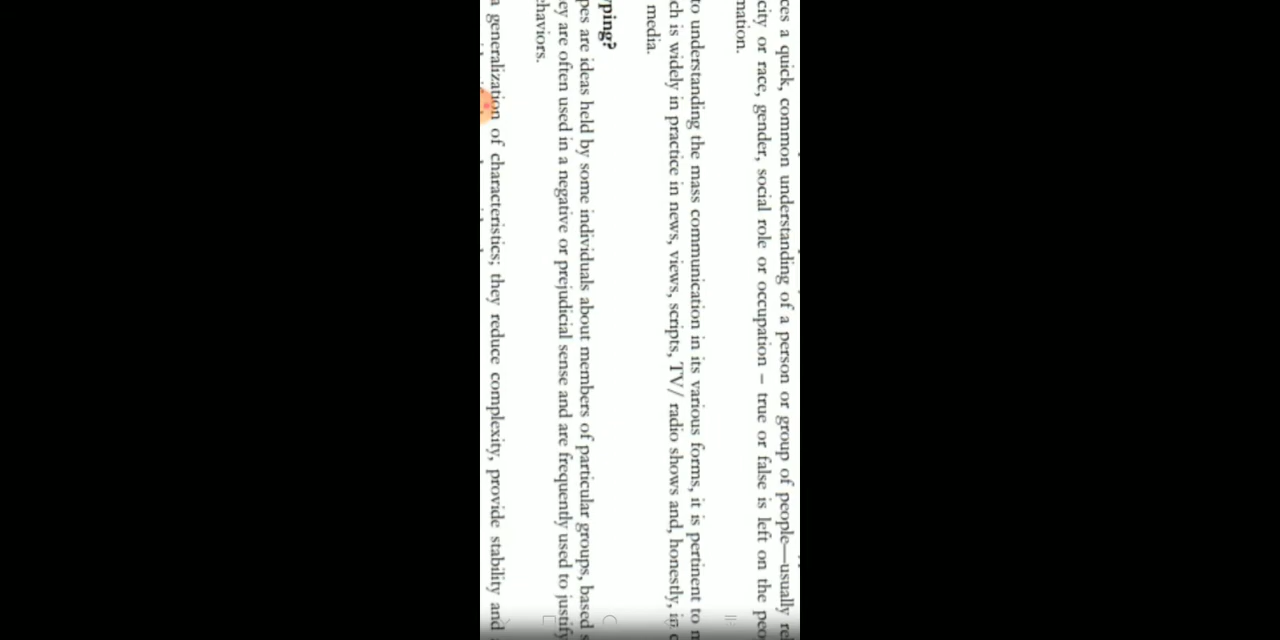 ces a quick, common understanding of a person or group of people—usually re
city or race, gender, social role or occupation – true or false is left on the peo
mation.
to understanding the mass communication in its various forms, it is pertinent to
ch is widely in practice in news, views, scripts, TV/ radio shows and, honestly, in
media.
yping?
pes are ideas held by some individuals about members of particular groups, based
ey are often used in a negative or prejudicial sense and are frequently used to justify
ehaviors.
a generalization of characteristics; they reduce complexity, provide stability and